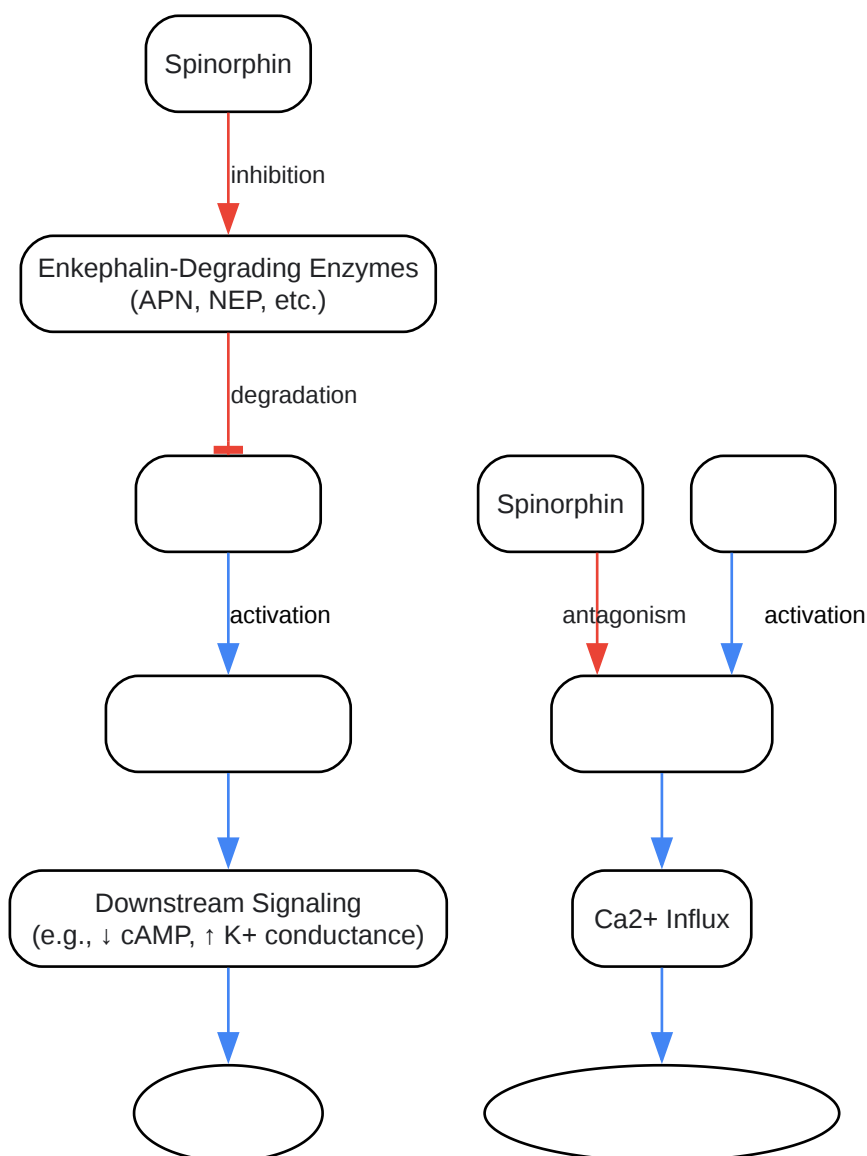 Spinorphin
inhibition
Enkephalin-Degrading Enzymes
(APN, NEP, etc.)
degradation
Spinorphin
activation
antagonism
activation
Downstream Signaling
(e.g., ↓ cAMP, ↑ K+ conductance)
Ca2+ Influx